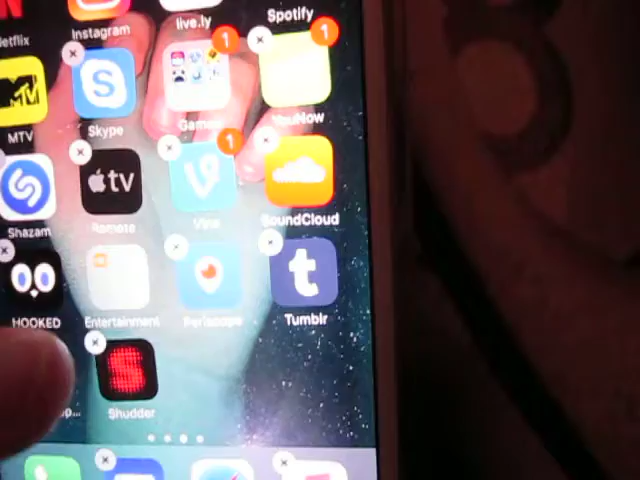 Netflix
Instagram
live.ly
Spotify
1
1
MTV
Skype
Games
YouNow
1
tv
Shazam
Remote
Vine
SoundCloud
t
HOOKED
Entertainment
Periscope
Tumblr
Shudder